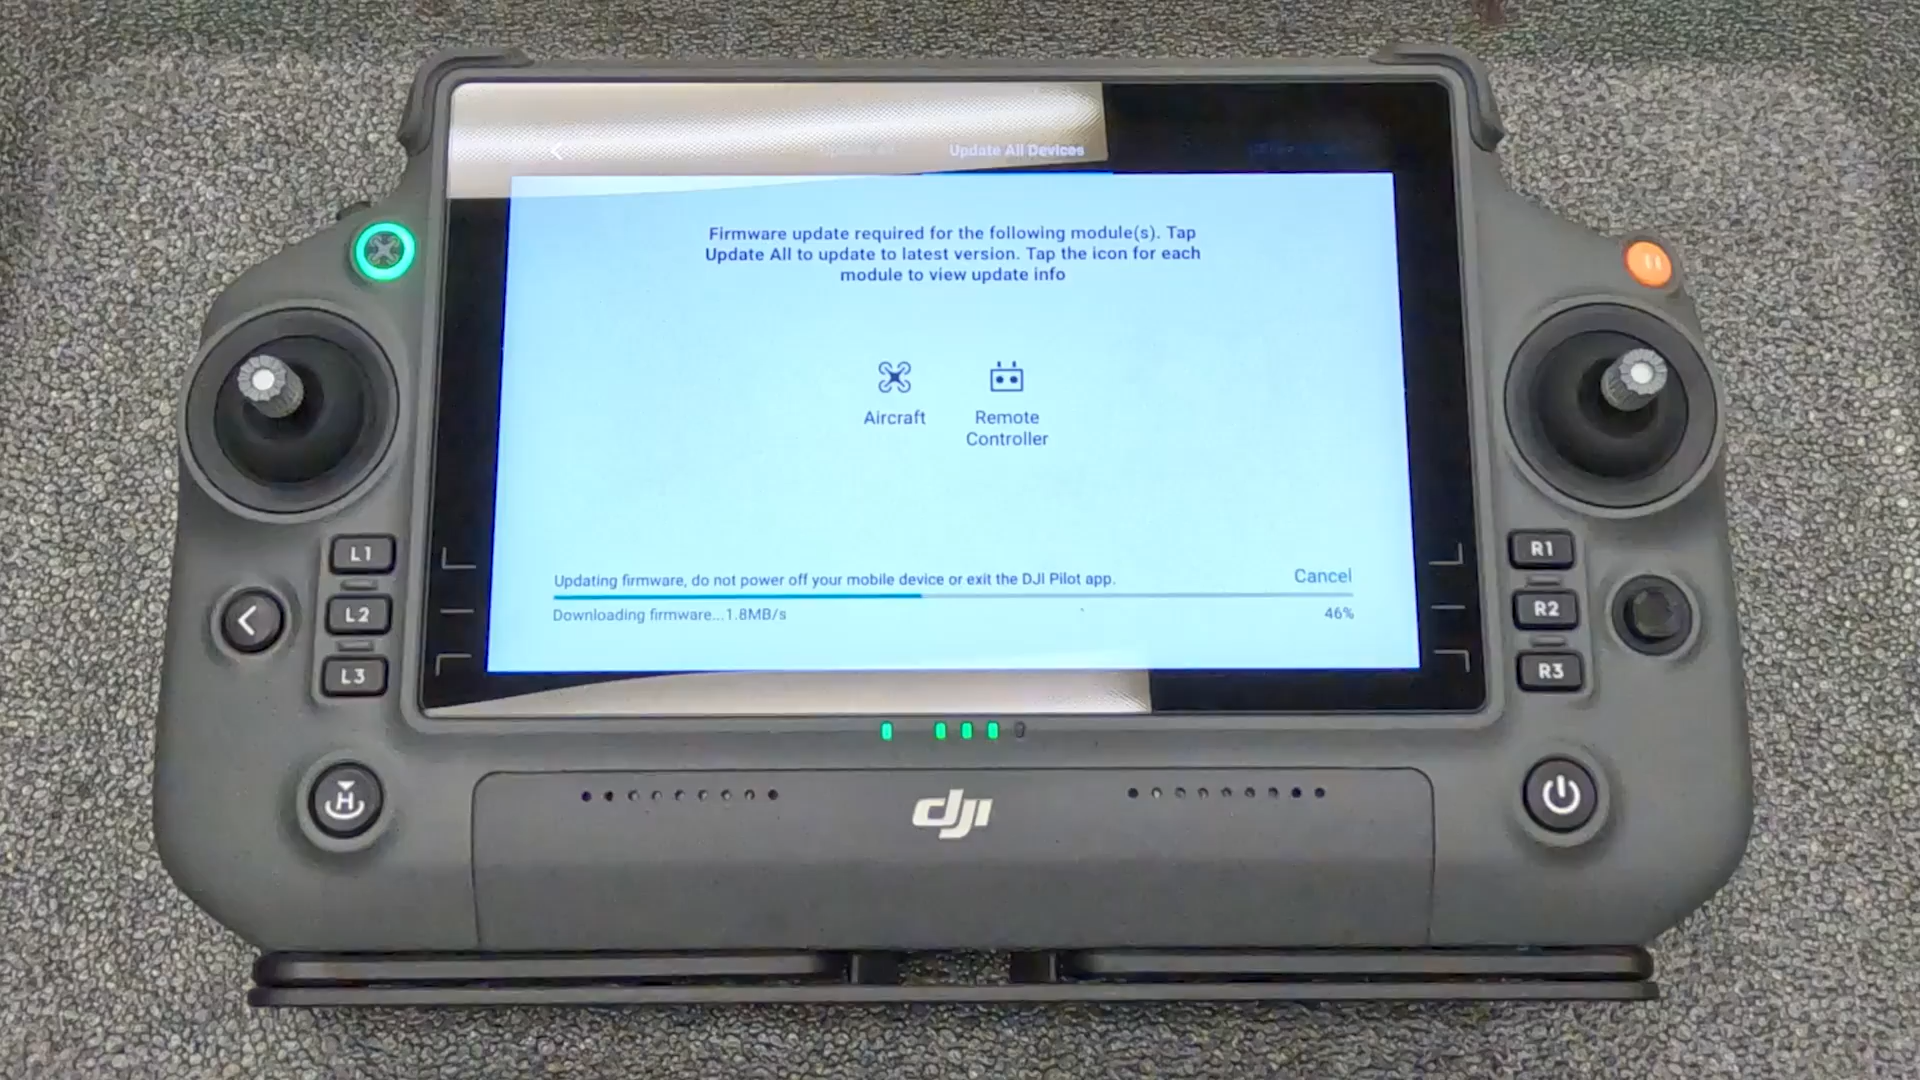 Update All Devices
Firmware update required for the following module(s). Tap
Update All to update to latest version. Tap the icon for each
module to view update info
Aircraft
Remote
Controller
Updating firmware, do not power off your mobile device or exit the DJI Pilot app.
Cancel
Downloading firmware...1.8MB/s
46%
L1
L2
L3
R1
R2
R3
H
dji